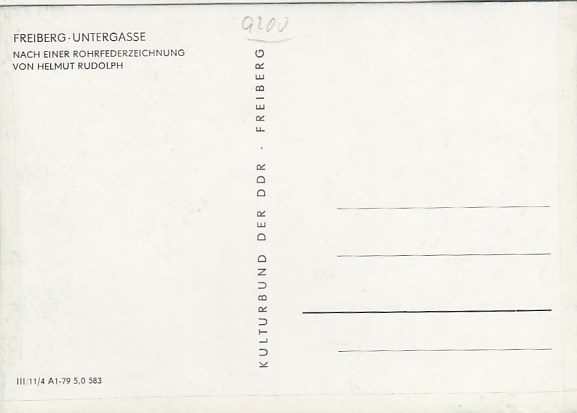 FREIBERG · UNTERGASSE
NACH EINER ROHRFEDERZEICHNUNG
VON HELMUT RUDOLPH
9200
KULTURBUND DER DDR · FREIBERG
III/11/4 A1-79 5,0 583